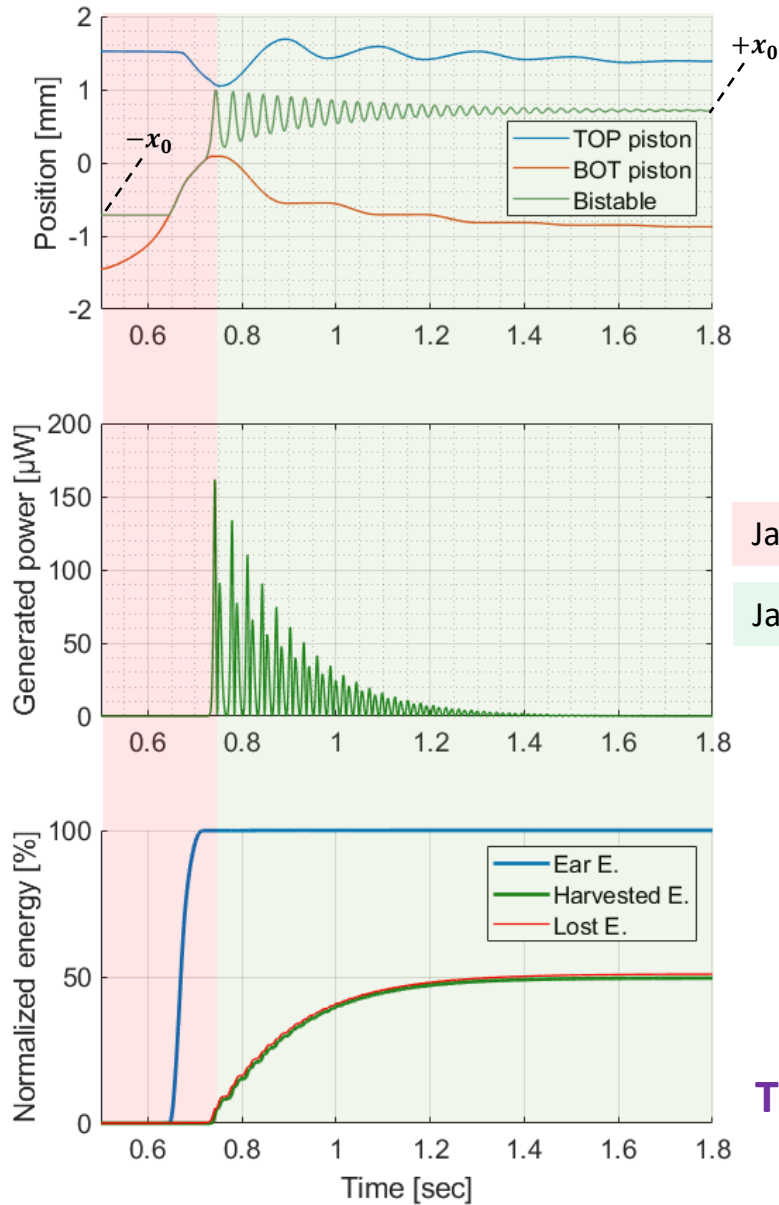 2
1
0
-1
-2
Position [mm]
−x₀
+x₀
TOP piston
BOT piston
Bistable
0.6 0.8 1 1.2 1.4 1.6 1.8
200
150
100
50
0
Generated power [µW]
0.6 0.8 1 1.2 1.4 1.6 1.8
Ja
Ja
100
50
0
Normalized energy [%]
Ear E.
Harvested E.
Lost E.
0.6 0.8 1 1.2 1.4 1.6 1.8
Time [sec]
T